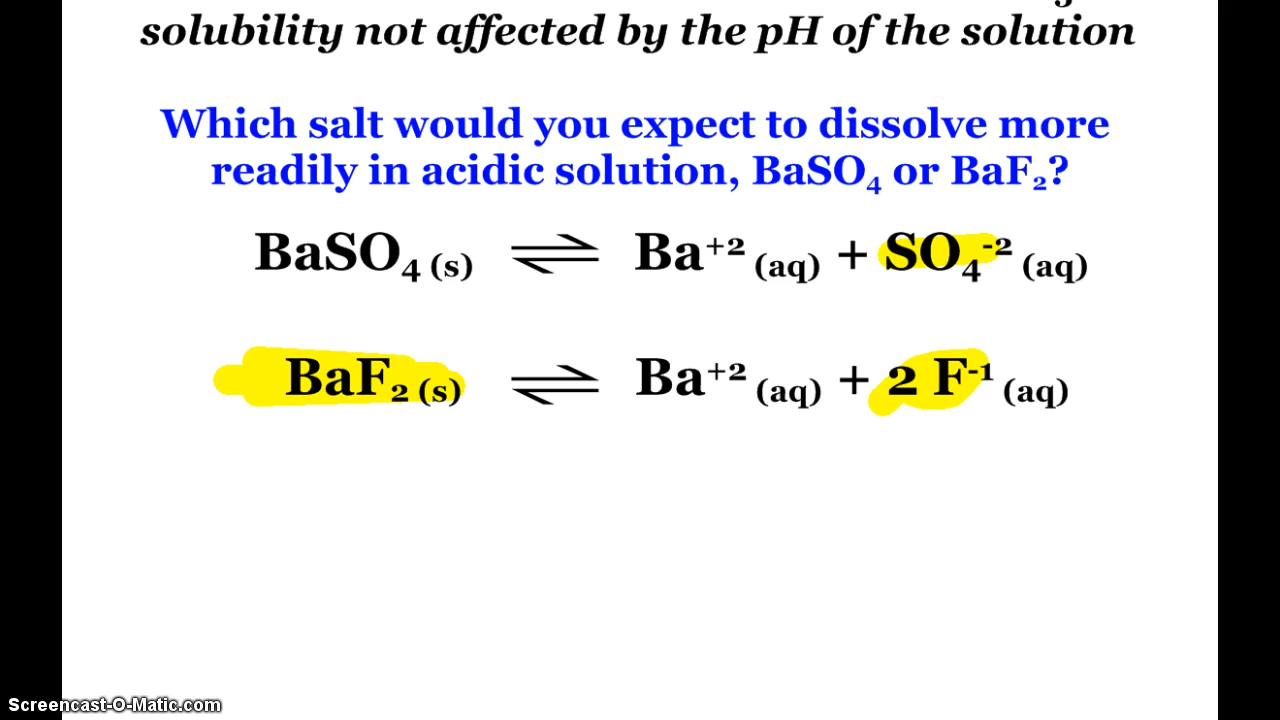 solubility not affected by the pH of the solution
Which salt would you expect to dissolve more
readily in acidic solution, BaSO₄ or BaF₂?
BaSO₄ (s) ⇌ Ba⁺² (aq) + SO₄⁻² (aq)
BaF₂ (s) ⇌ Ba⁺² (aq) + 2 F⁻¹ (aq)
Screencast-O-Matic.com